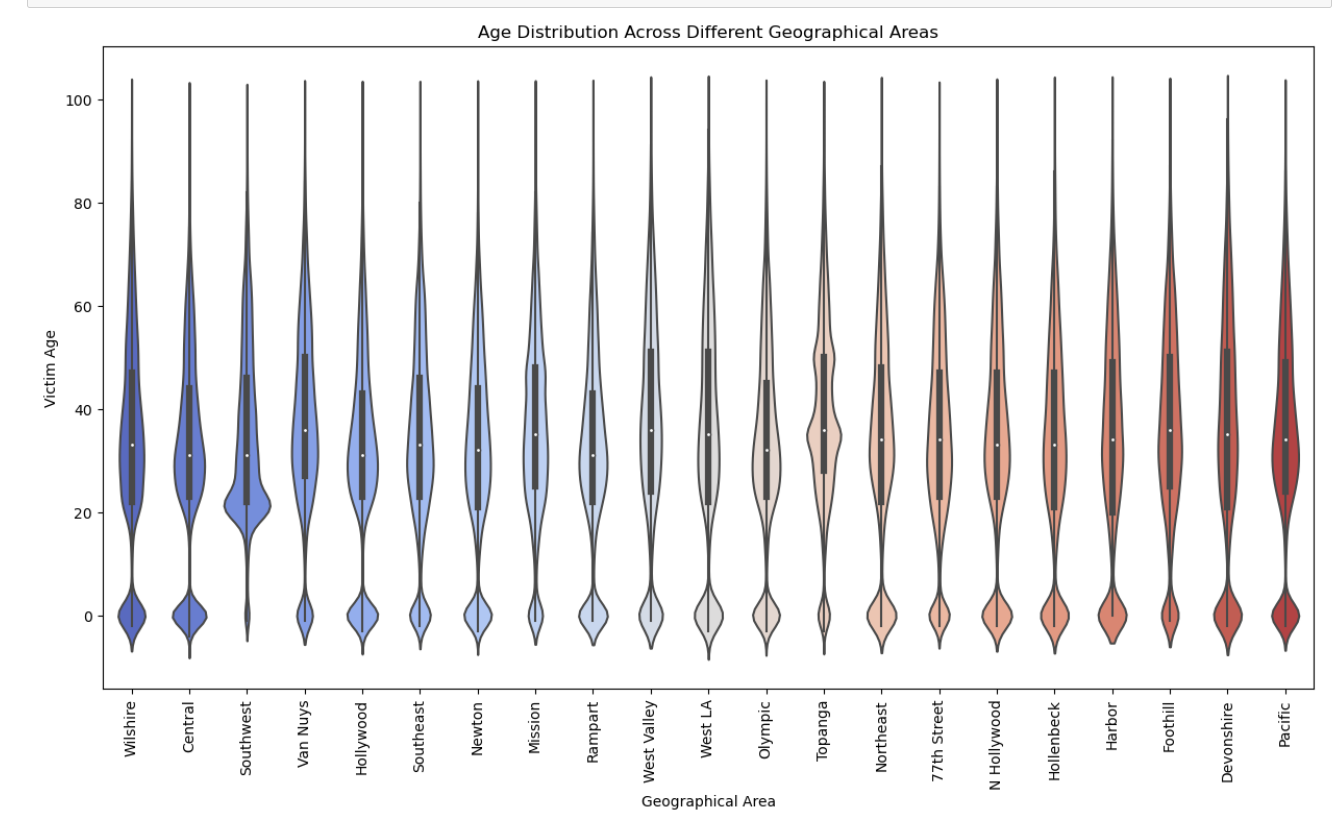 Age Distribution Across Different Geographical Areas
Victim Age
100
80
60
40
20
0
Wilshire
Central
Southwest
Van Nuys
Hollywood
Southeast
Newton
Mission
Rampart
West Valley
West LA
Olympic
Topanga
Northeast
77th Street
N Hollywood
Hollenbeck
Harbor
Foothill
Devonshire
Pacific
Geographical Area